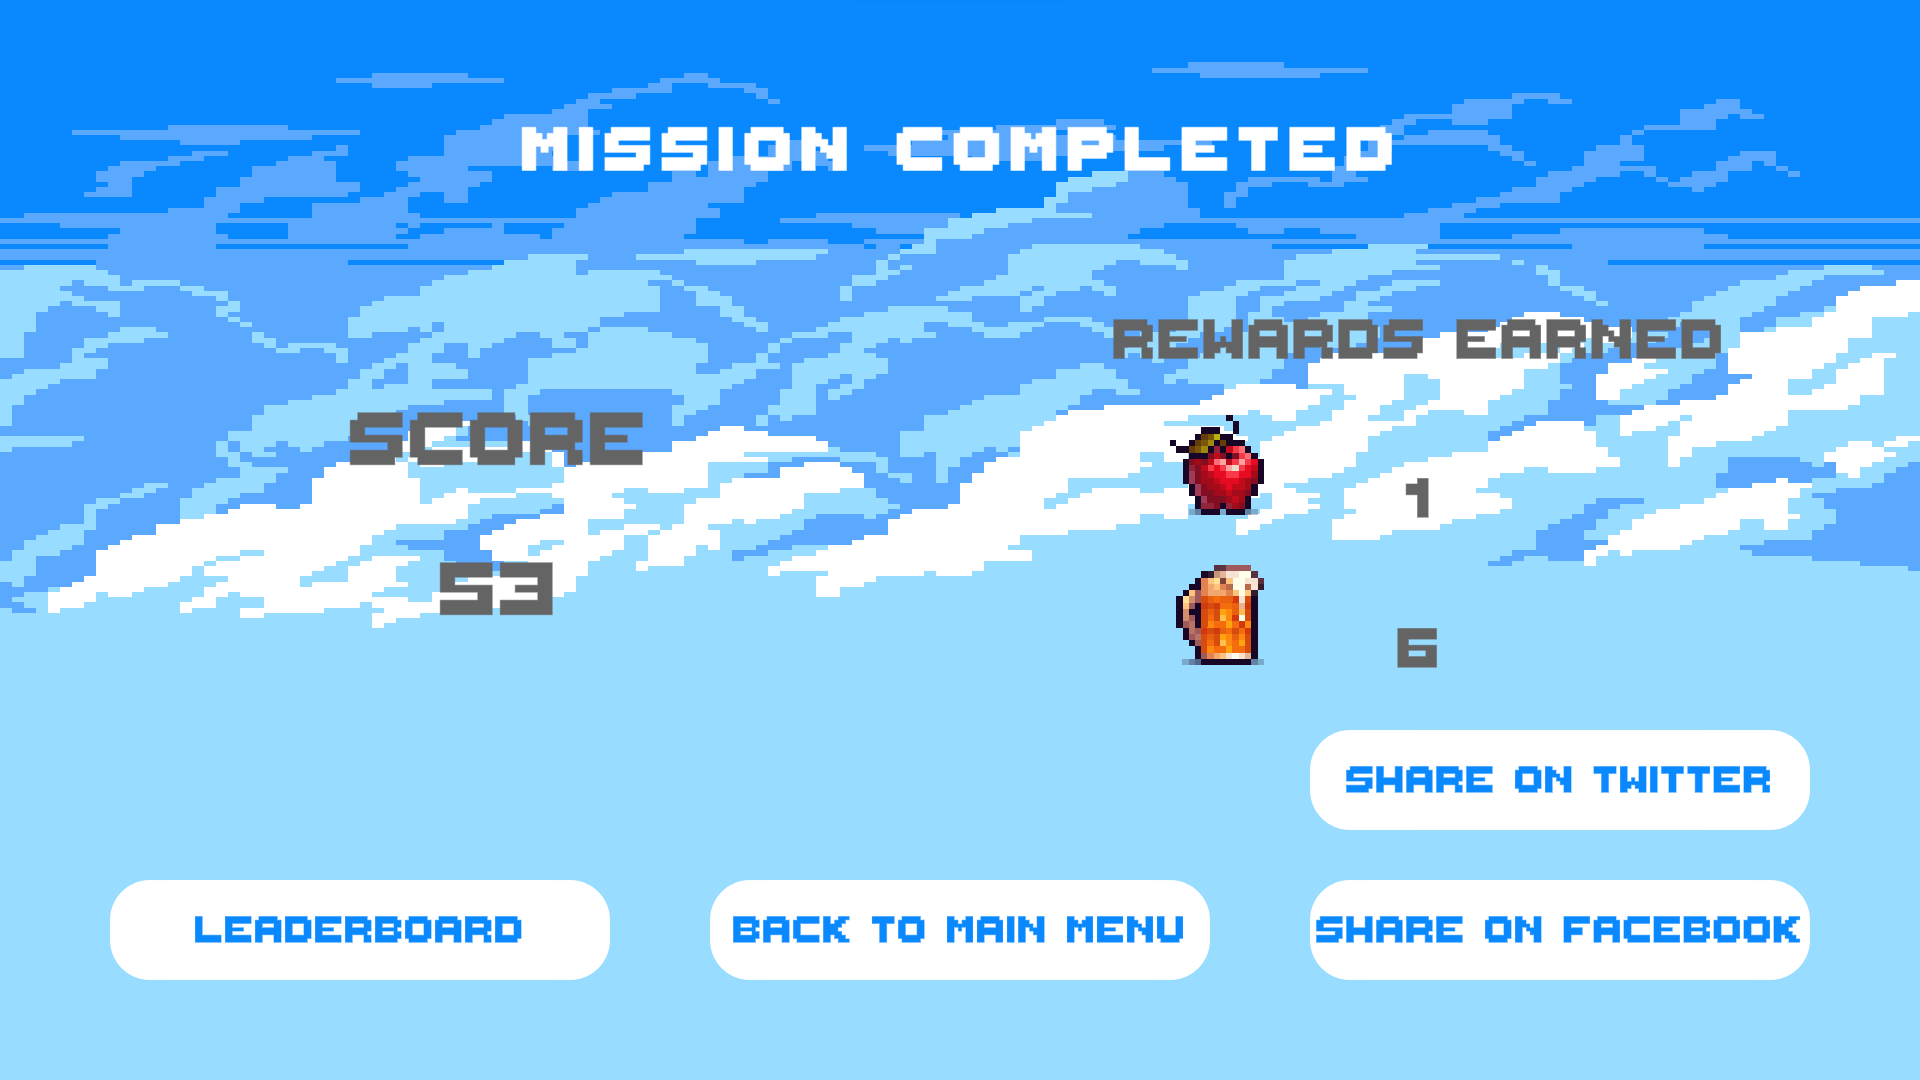 MISSION COMPLETED
SCORE
53
REWARDS EARNED
1
6
SHARE ON TWITTER
LEADERBOARD
BACK TO MAIN MENU
SHARE ON FACEBOOK